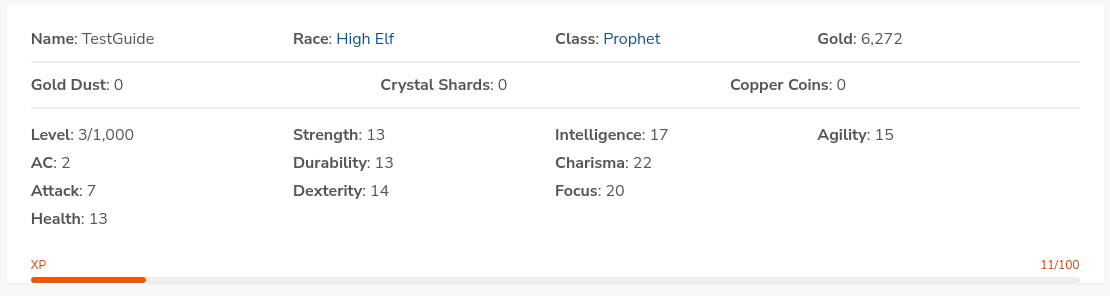 Name: TestGuide Race: High Elf Class: Prophet Gold: 6,272
Gold Dust: 0 Crystal Shards: 0 Copper Coins: 0
Level: 3/1,000 Strength: 13 Intelligence: 17 Agility: 15
AC: 2 Durability: 13 Charisma: 22
Attack: 7 Dexterity: 14 Focus: 20
Health: 13
XP 11/100